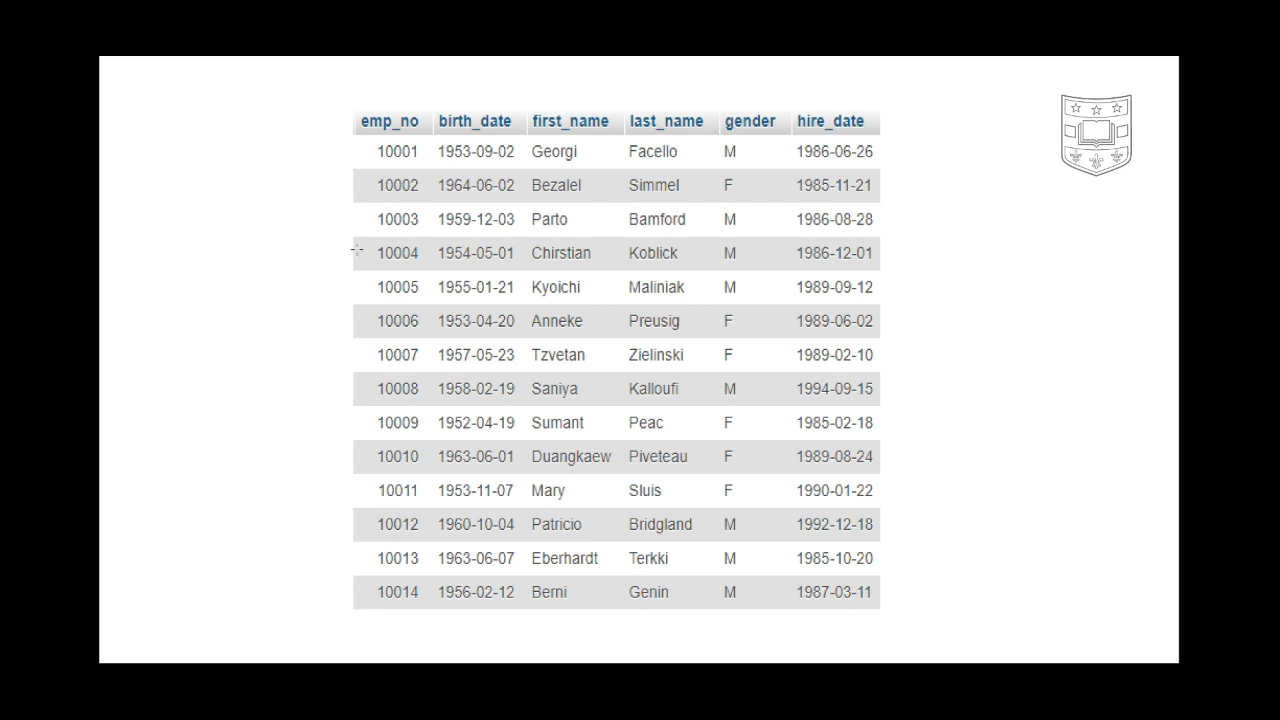 emp_no birth_date first_name last_name gender hire_date
10001 1953-09-02 Georgi Facello M 1986-06-26
10002 1964-06-02 Bezalel Simmel F 1985-11-21
10003 1959-12-03 Parto Bamford M 1986-08-28
10004 1954-05-01 Chirstian Koblick M 1986-12-01
10005 1955-01-21 Kyoichi Maliniak M 1989-09-12
10006 1953-04-20 Anneke Preusig F 1989-06-02
10007 1957-05-23 Tzvetan Zielinski F 1989-02-10
10008 1958-02-19 Saniya Kalloufi M 1994-09-15
10009 1952-04-19 Sumant Peac F 1985-02-18
10010 1963-06-01 Duangkaew Piveteau F 1989-08-24
10011 1953-11-07 Mary Sluis F 1990-01-22
10012 1960-10-04 Patricio Bridgland M 1992-12-18
10013 1963-06-07 Eberhardt Terkki M 1985-10-20
10014 1956-02-12 Berni Genin M 1987-03-11